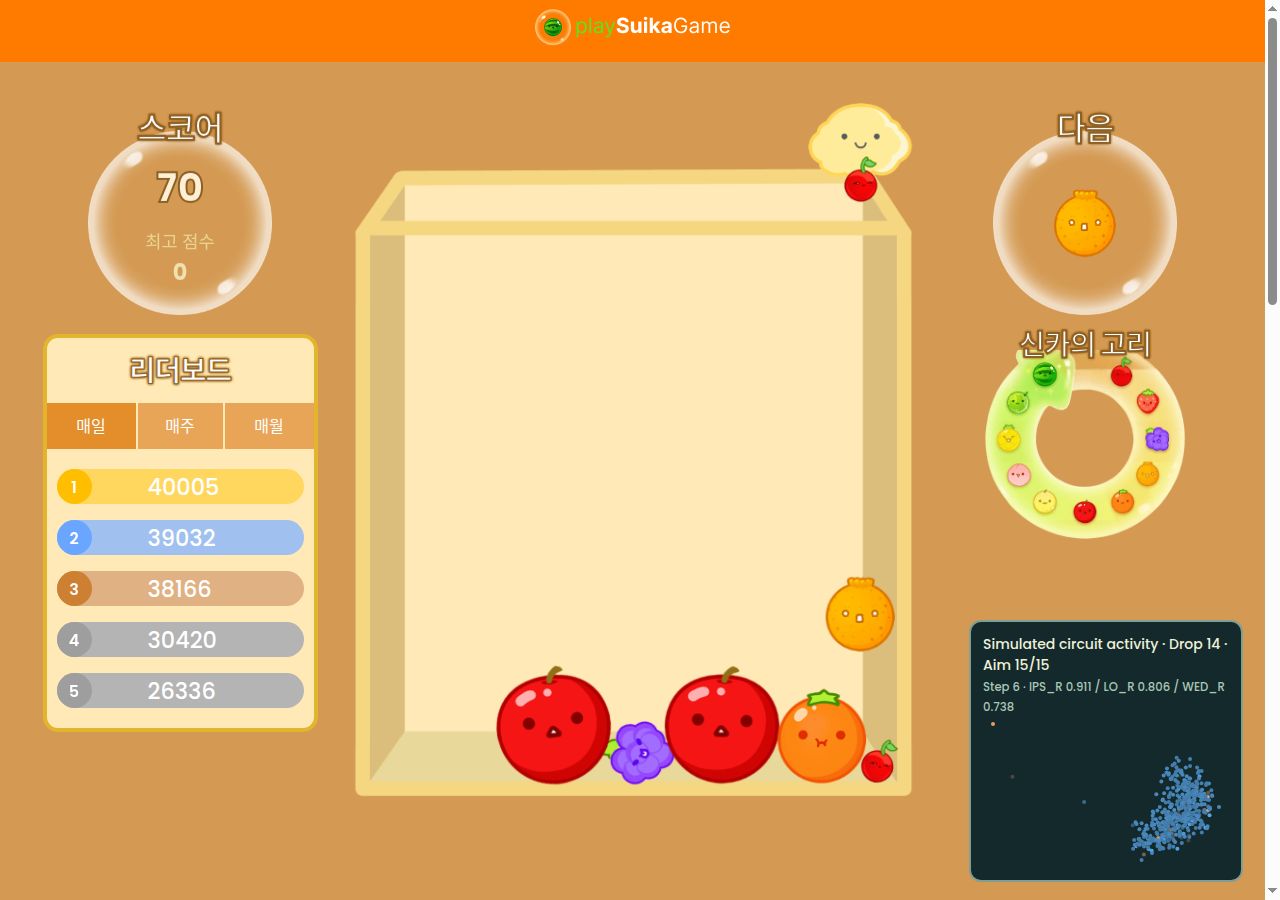 playSuikaGame
스코어
70
최고 점수
0
리더보드
매일 매주 매월
1 40005
2 39032
3 38166
4 30420
5 26336
다음
신카의 고리
Simulated circuit activity · Drop 14 ·
Aim 15/15
Step 6 · IPS_R 0.911 / LO_R 0.806 / WED_R
0.738